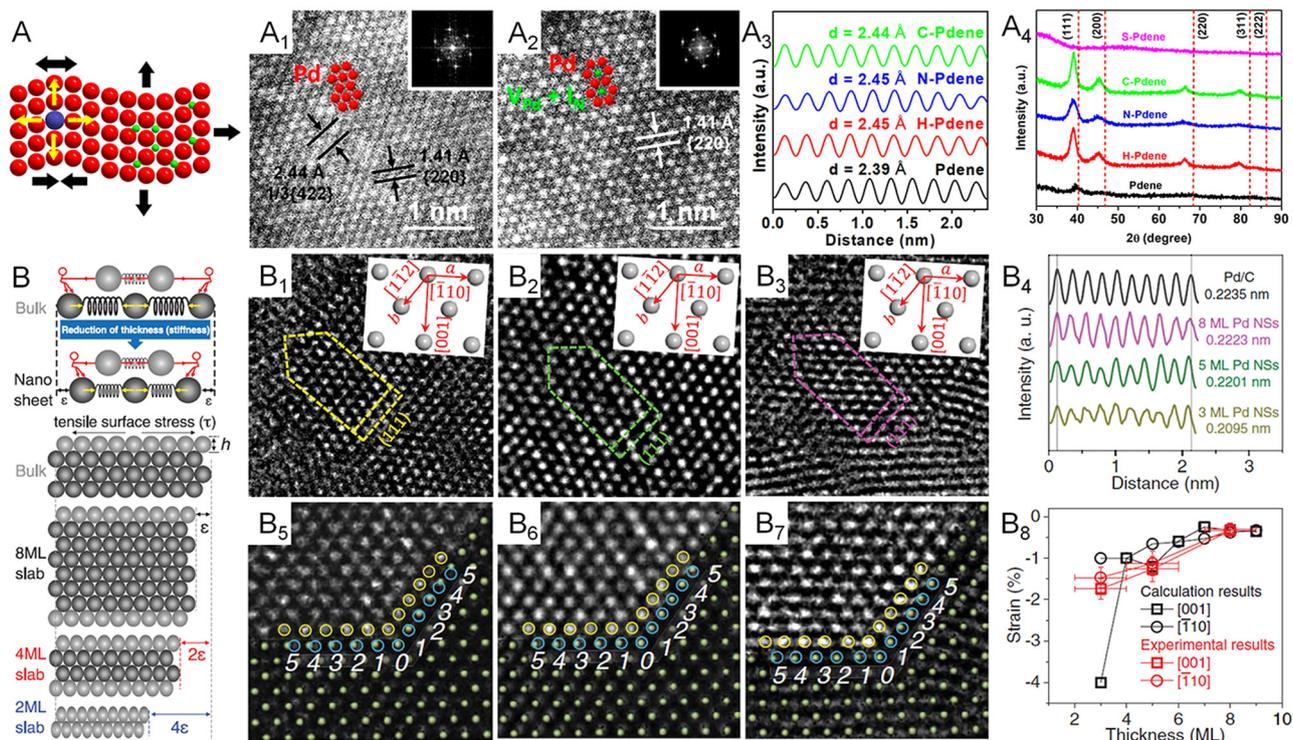 A
A1
Pd
2.44 Å
1/3{422}
1.41 Å
{220}
1 nm
A2
Pd
VPd + IN
1.41 Å
{220}
1 nm
A3
Intensity (a.u.)
d = 2.44 Å C-Pdene
d = 2.45 Å N-Pdene
d = 2.45 Å H-Pdene
d = 2.39 Å Pdene
0.0 0.5 1.0 1.5 2.0
Distance (nm)
A4
Intensity (a.u.)
(111) (200) (220) (311) (222)
S-Pdene
C-Pdene
N-Pdene
H-Pdene
Pdene
30 40 50 60 70 80 90
2θ (degree)
B
Bulk
Reduction of thickness (stiffness)
Nano
sheet
ε ε
tensile surface stress (τ)
h
Bulk
ε
8ML
slab
4ML
slab
2ε
2ML
slab
4ε
B1
[1̄12]
a
[1̄10]
b
[001]
(111)
B2
[1̄12]
a
[1̄10]
b
[001]
B3
[1̄12]
a
[1̄10]
b
[001]
B4
Intensity (a. u.)
Pd/C
0.2235 nm
8 ML Pd NSs
0.2223 nm
5 ML Pd NSs
0.2201 nm
3 ML Pd NSs
0.2095 nm
0 1 2 3
Distance (nm)
B5
5
4
3
2
1
5̄ 4̄ 3̄ 2̄ 1̄ 0
B6
5
4
3
2
1
5̄ 4̄ 3̄ 2̄ 1̄ 0
B7
5
4
3
2
1
5̄ 4̄ 3̄ 2̄ 1̄ 0
B8
Strain (%)
0
-1
-2
-3
-4
Calculation results
[001]
[1̄10]
Experimental results
[001]
[1̄10]
2 4 6 8 10
Thickness (ML)